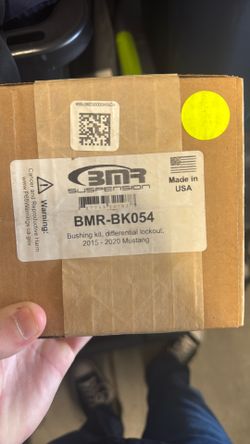 BMR
SUSPENSION
Made in
USA
BMR-BK054
Bushing kit, differential lockout,
2015 - 2020 Mustang
Warning:
Cancer and Reproductive harm
www.p65Warnings.ca.gov